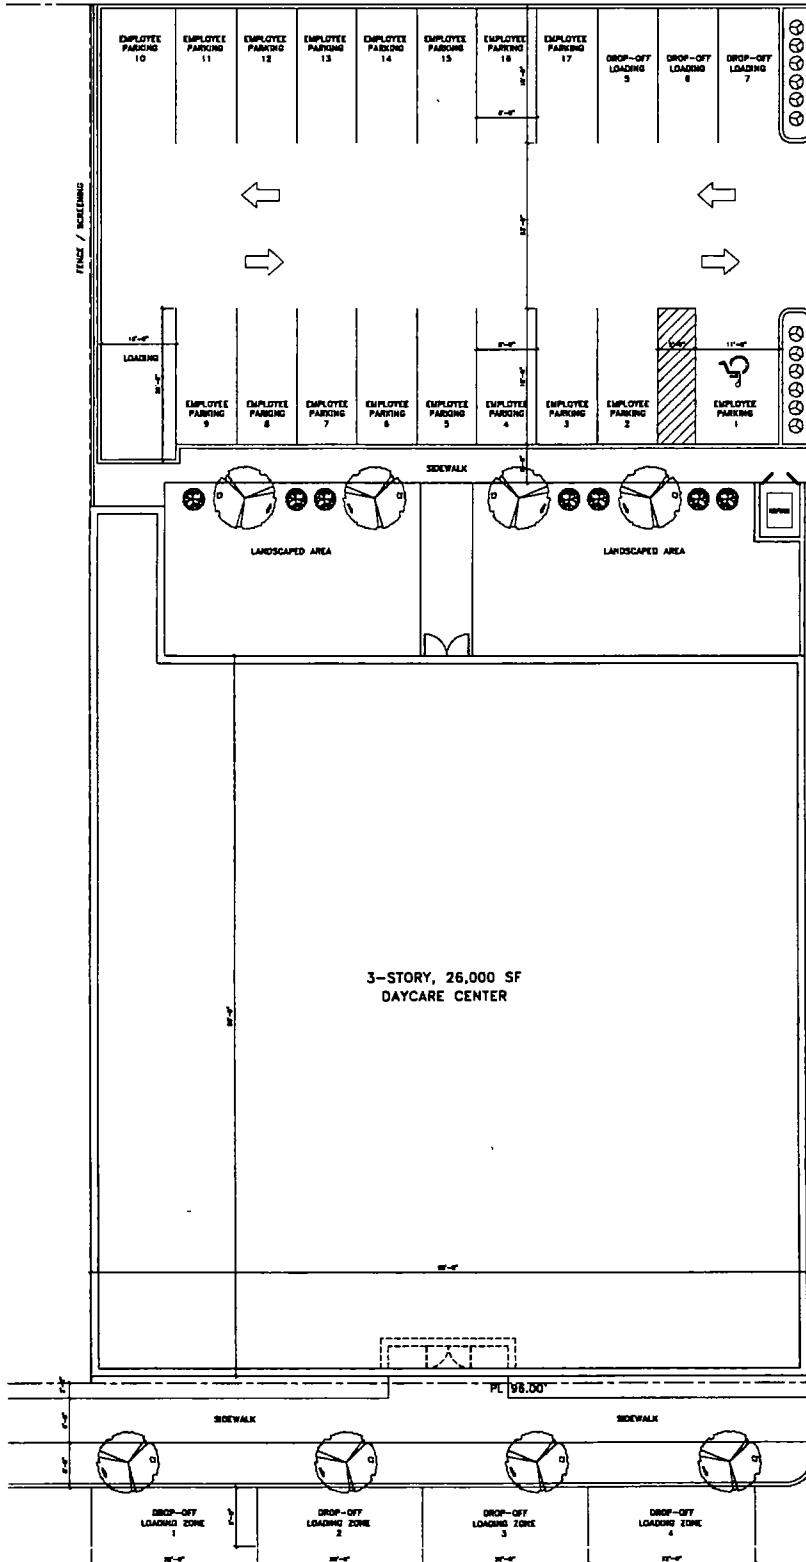 EMPLOYEE
PARKING
10
EMPLOYEE
PARKING
11
EMPLOYEE
PARKING
12
EMPLOYEE
PARKING
13
EMPLOYEE
PARKING
14
EMPLOYEE
PARKING
15
EMPLOYEE
PARKING
16
EMPLOYEE
PARKING
17
DROP-OFF
LOADING
5
DROP-OFF
LOADING
6
DROP-OFF
LOADING
7
FENCE / SCREENING
LOADING
11'-0"
EMPLOYEE
PARKING
9
EMPLOYEE
PARKING
8
EMPLOYEE
PARKING
7
EMPLOYEE
PARKING
6
EMPLOYEE
PARKING
5
EMPLOYEE
PARKING
4
EMPLOYEE
PARKING
3
EMPLOYEE
PARKING
2
EMPLOYEE
PARKING
1
SIDEWALK
LANDSCAPED AREA
LANDSCAPED AREA
3-STORY, 26,000 SF
DAYCARE CENTER
PL 96.00'
SIDEWALK
SIDEWALK
DROP-OFF
LOADING ZONE
1
DROP-OFF
LOADING ZONE
2
DROP-OFF
LOADING ZONE
3
DROP-OFF
LOADING ZONE
4